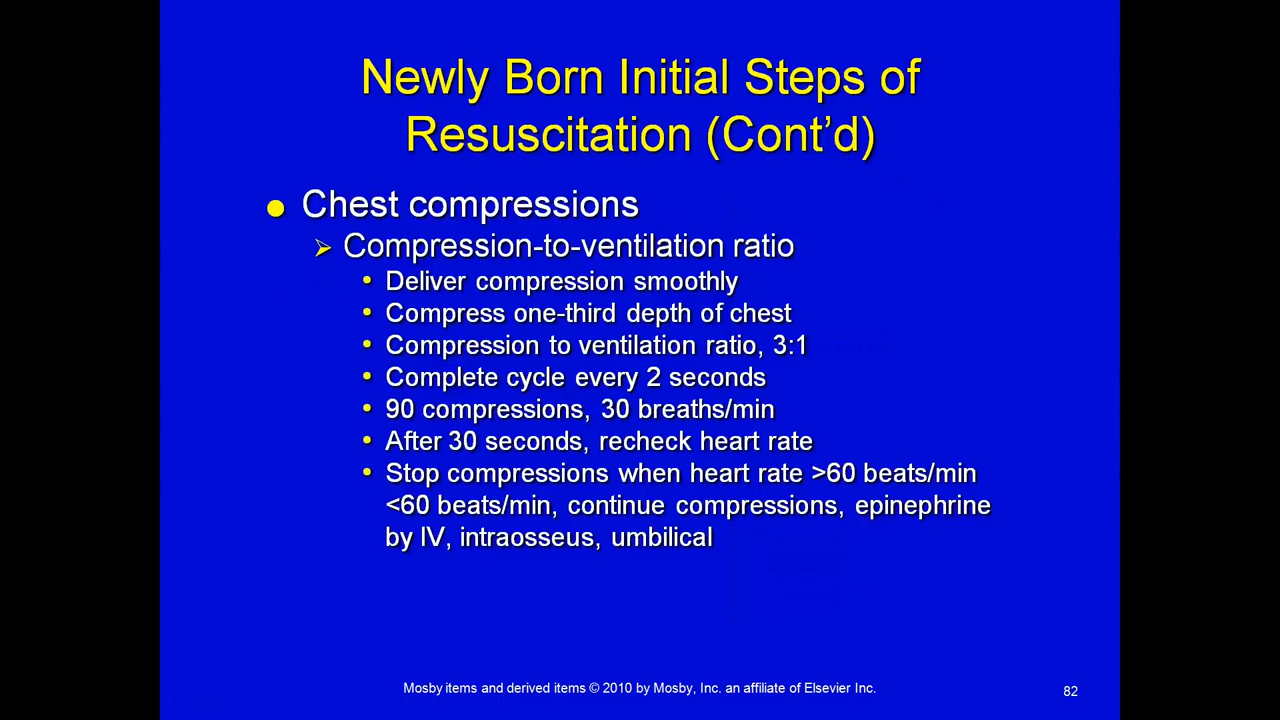 Newly Born Initial Steps of
Resuscitation (Cont’d)
Chest compressions
Compression-to-ventilation ratio
Deliver compression smoothly
Compress one-third depth of chest
Compression to ventilation ratio, 3:1
Complete cycle every 2 seconds
90 compressions, 30 breaths/min
After 30 seconds, recheck heart rate
Stop compressions when heart rate >60 beats/min
<60 beats/min, continue compressions, epinephrine
by IV, intraosseus, umbilical
Mosby items and derived items © 2010 by Mosby, Inc. an affiliate of Elsevier Inc.
82